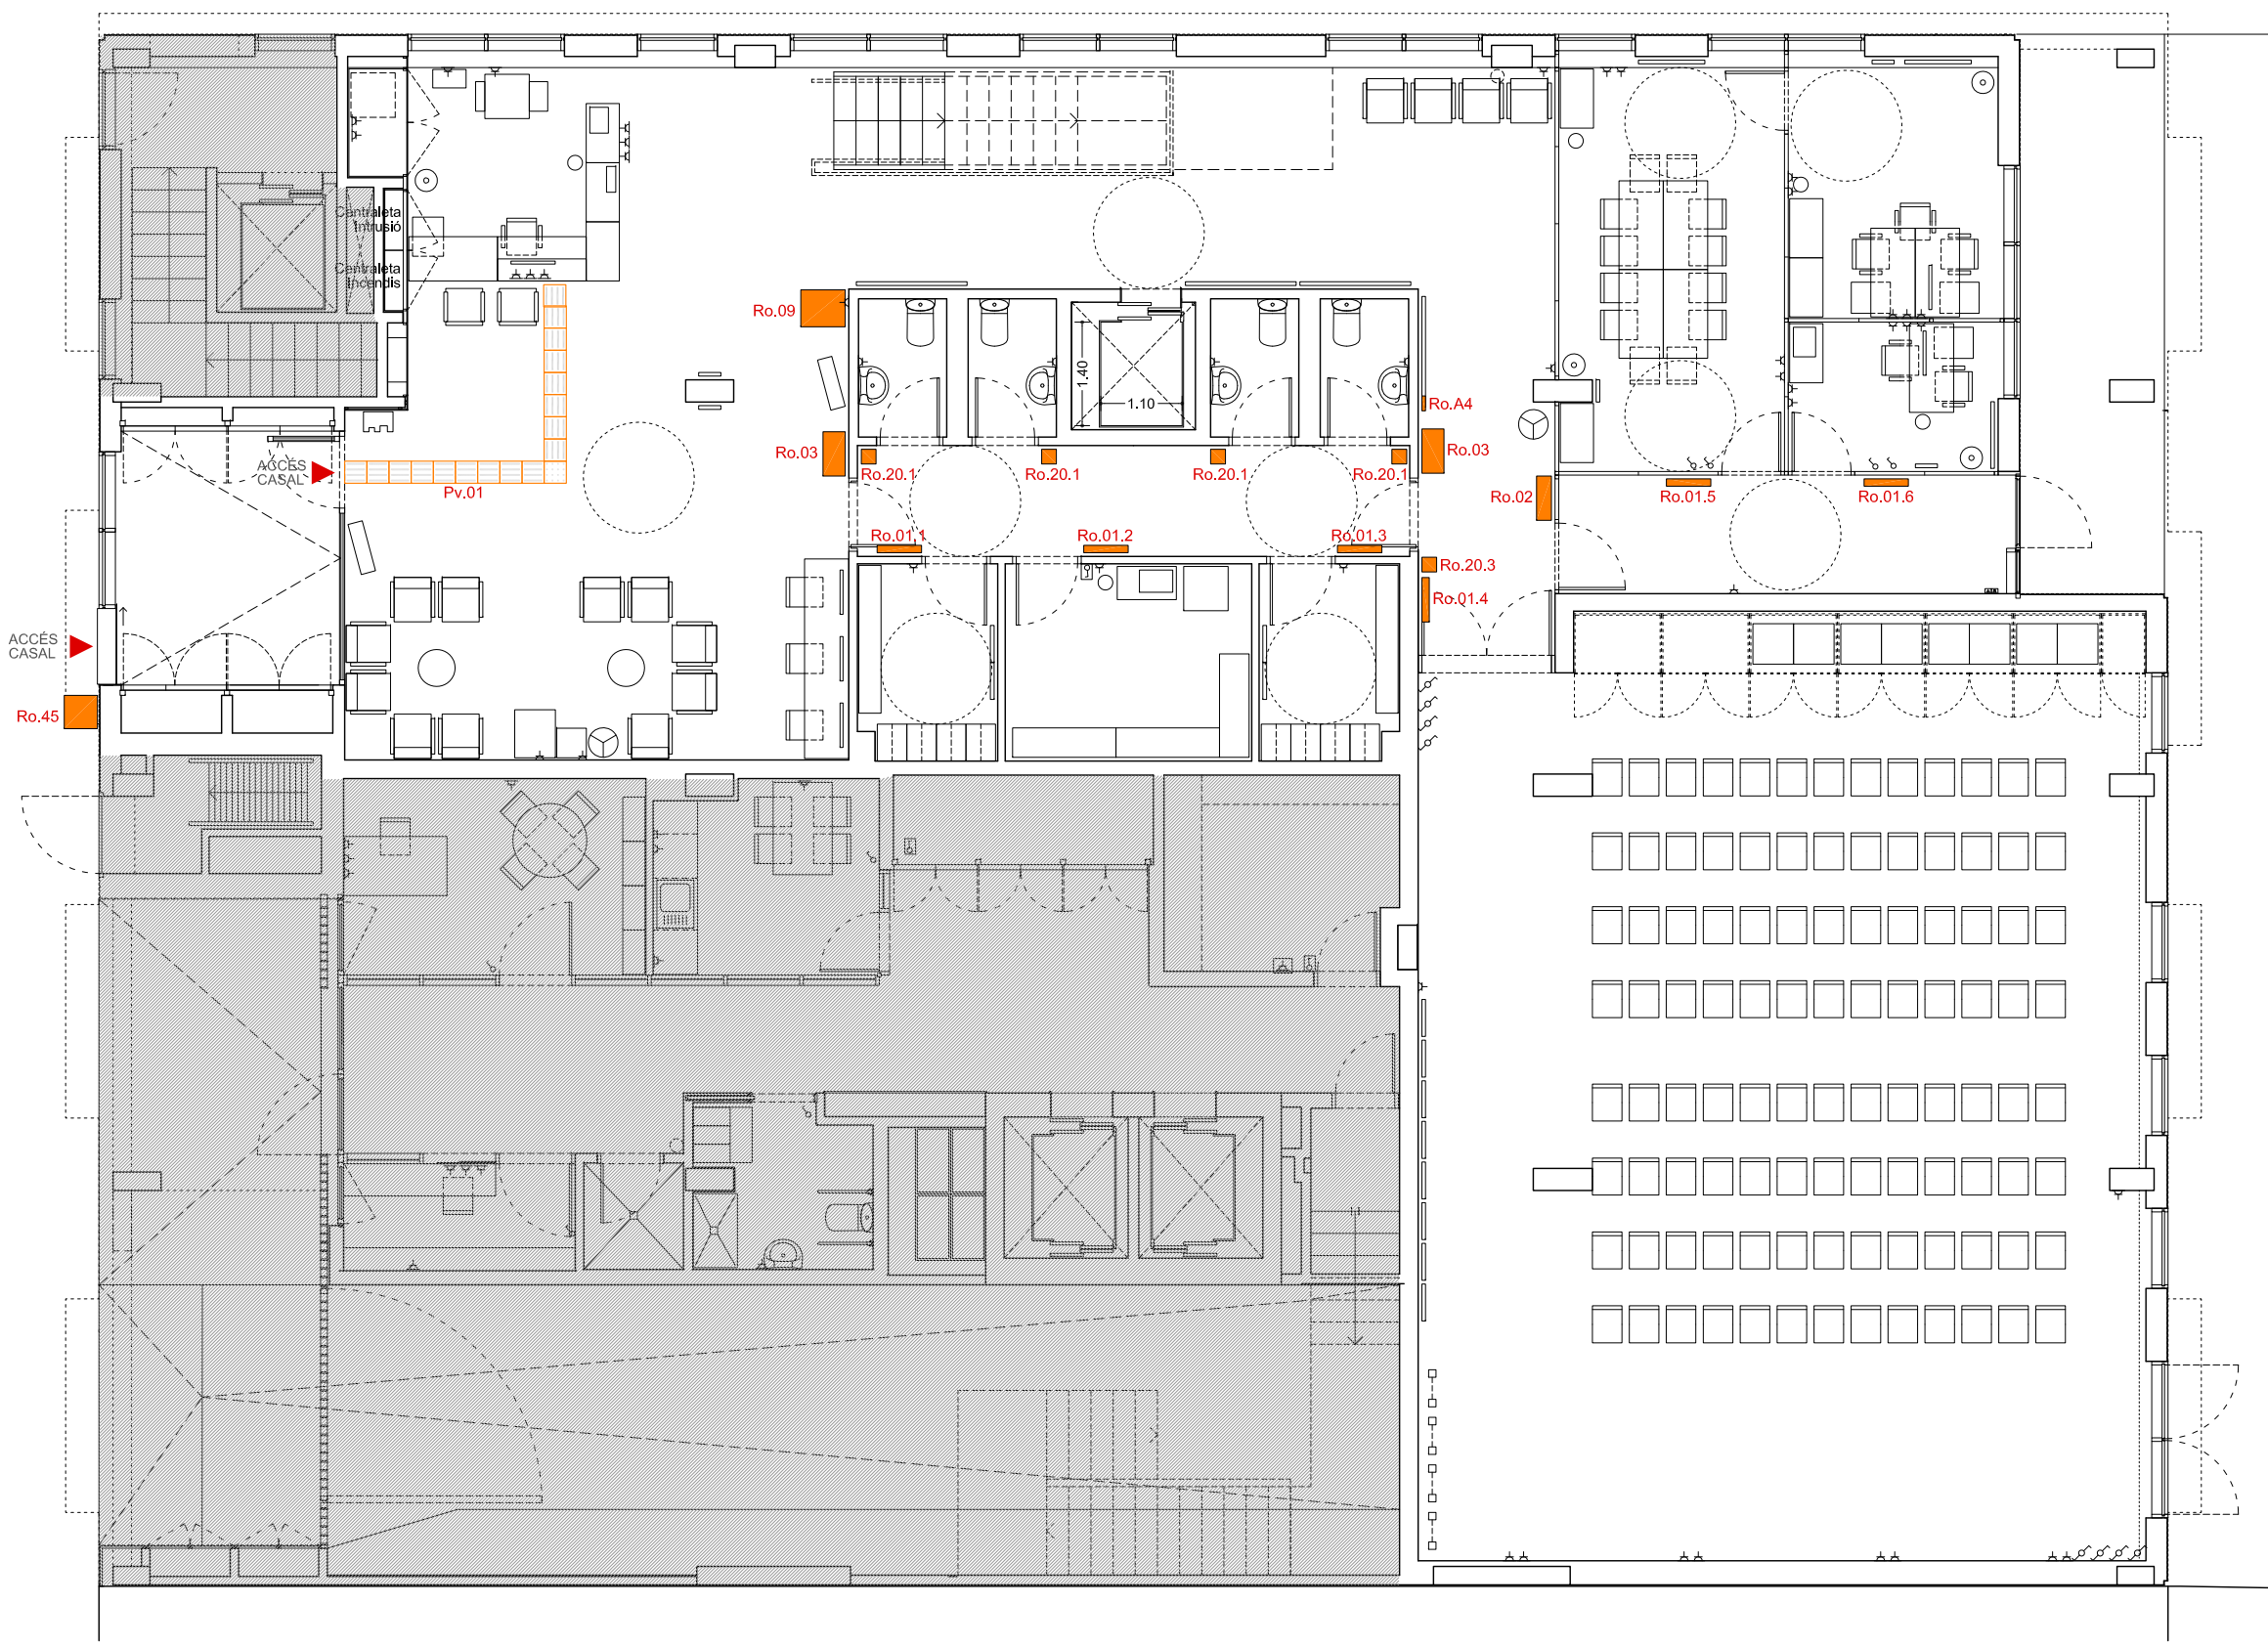 Centraleta
Intrusió
Centraleta
Incendis
Ro.09
1.40
1.10
Ro.A4
Ro.03
Ro.03
ACCÉS
CASAL
Pv.01
Ro.20.1
Ro.20.1
Ro.20.1
Ro.20.1
Ro.02
Ro.01.5
Ro.01.6
Ro.01.1
Ro.01.2
Ro.01.3
Ro.20.3
Ro.01.4
ACCÉS
CASAL
Ro.45